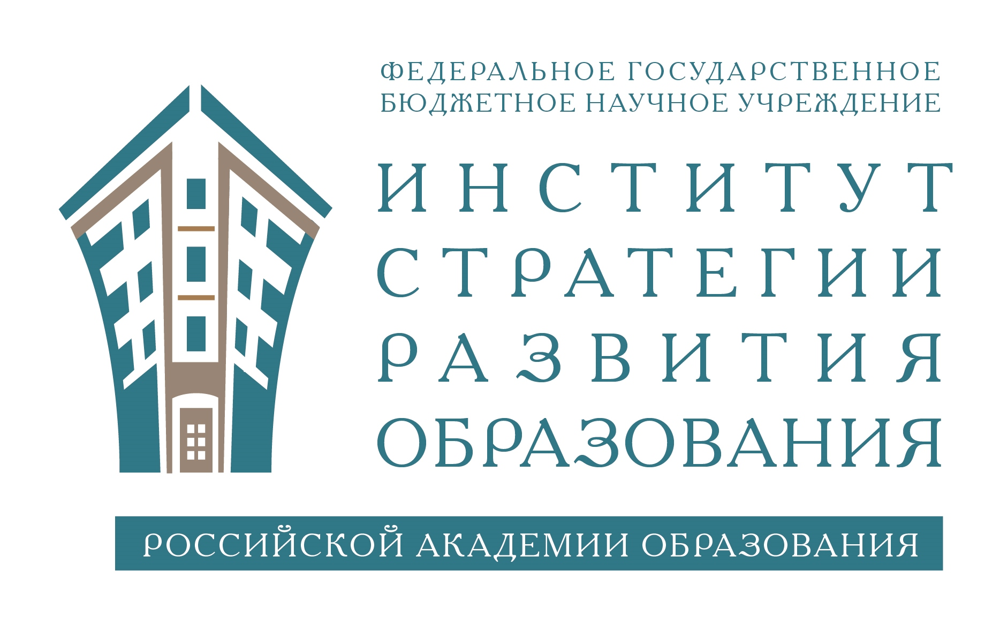 ФЕДЕРАЛЬНОЕ ГОСУДАРСТВЕННОЕ
БЮДЖЕТНОЕ НАУЧНОЕ УЧРЕЖДЕНИЕ
ИНСТИТУТ
СТРАТЕГИИ
РАЗВИТИЯ
ОБРАЗОВАНИЯ
РОССИЙСКОЙ АКАДЕМИИ ОБРАЗОВАНИЯ